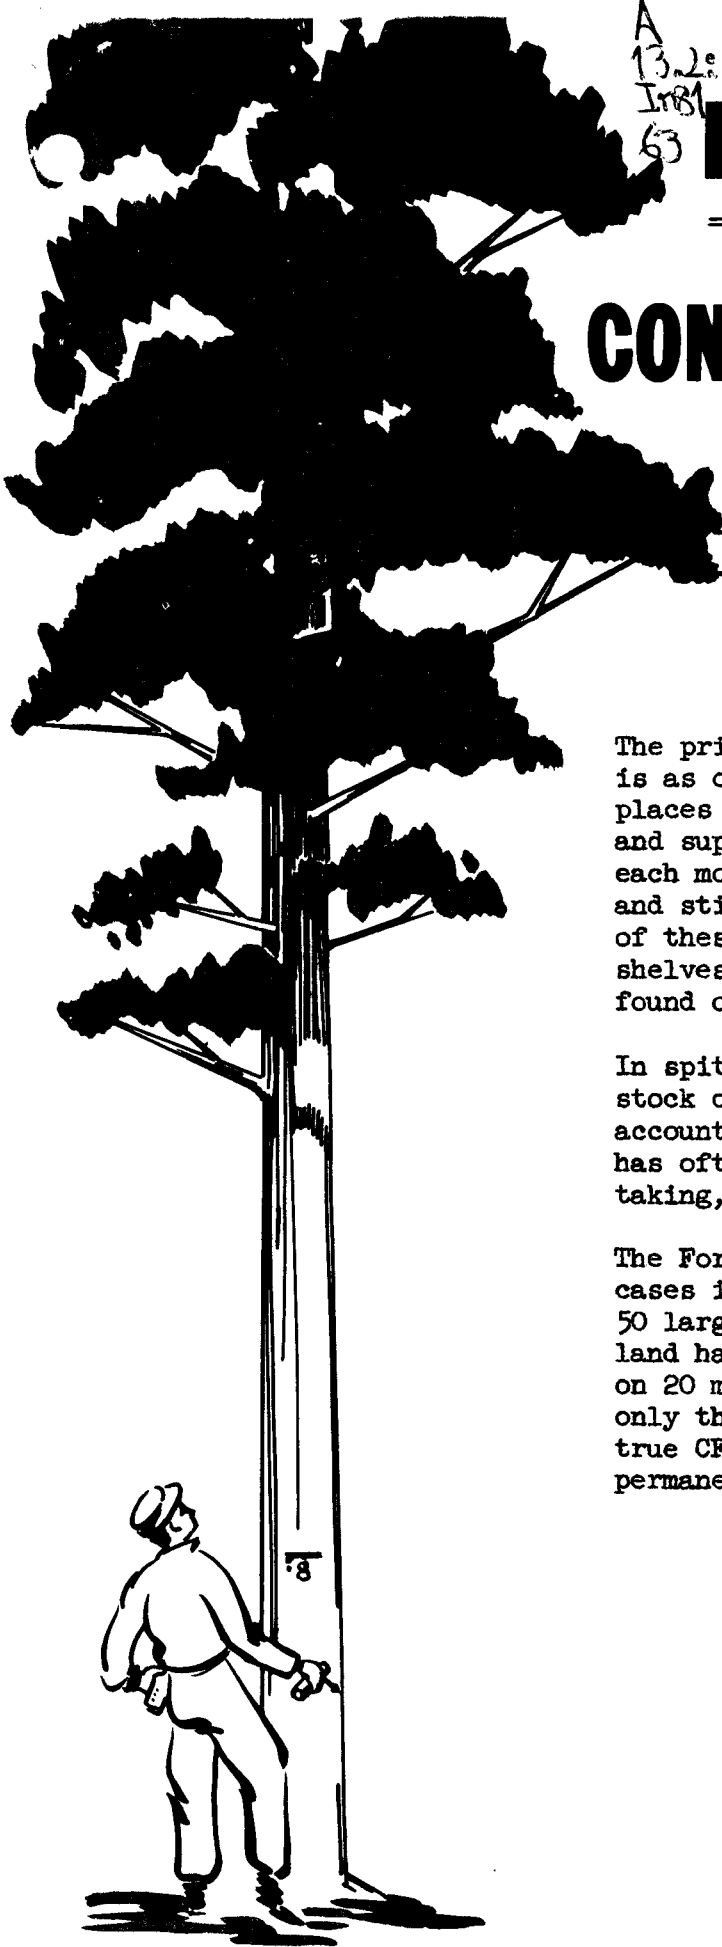 A
13.2:
63
CON
The pri
is as c
places
and sup
each mo
and sti
of thes
shelves
found o
In spit
stock o
account
has oft
taking,
The For
cases i
50 larg
land ha
on 20 m
only th
true CF
permane
.8